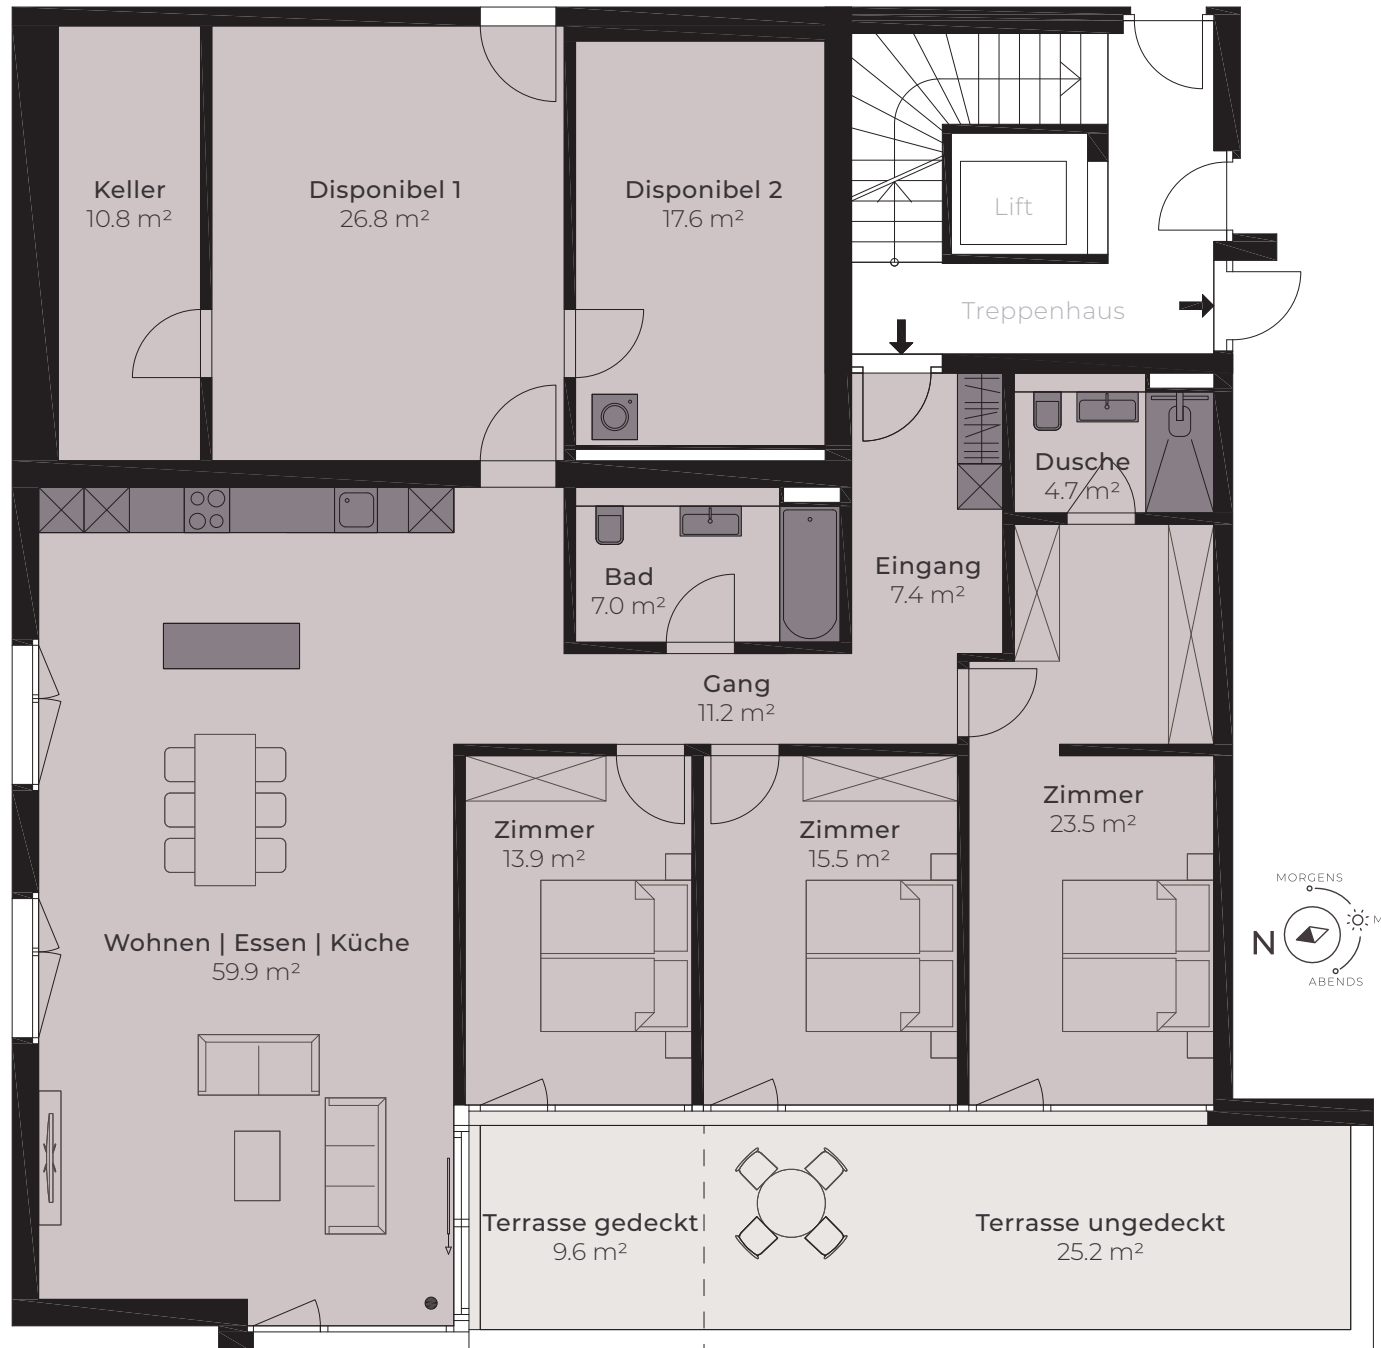 Keller
10.8 m²
Disponibel 1
26.8 m²
Disponibel 2
17.6 m²
Lift
Treppenhaus
Dusche
4.7 m²
Bad
7.0 m²
Eingang
7.4 m²
Gang
11.2 m²
Zimmer
13.9 m²
Zimmer
15.5 m²
Zimmer
23.5 m²
Wohnen | Essen | Küche
59.9 m²
MORGENS
M
N
ABENDS
Terrasse gedeckt
9.6 m²
Terrasse ungedeckt
25.2 m²